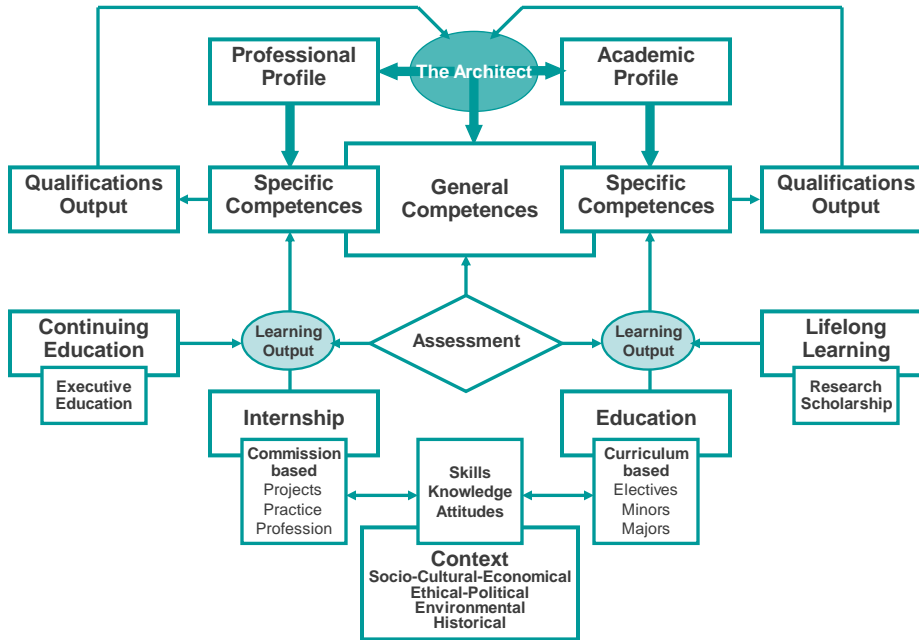 Professional
Profile
The Architect
Academic
Profile
Qualifications
Output
Specific
Competences
General
Competences
Specific
Competences
Qualifications
Output
Continuing
Education
Executive
Education
Learning
Output
Assessment
Learning
Output
Lifelong
Learning
Research
Scholarship
Internship
Commission
based
Projects
Practice
Profession
Skills
Knowledge
Attitudes
Education
Curriculum
based
Electives
Minors
Majors
Context
Socio-Cultural-Economical
Ethical-Political
Environmental
Historical